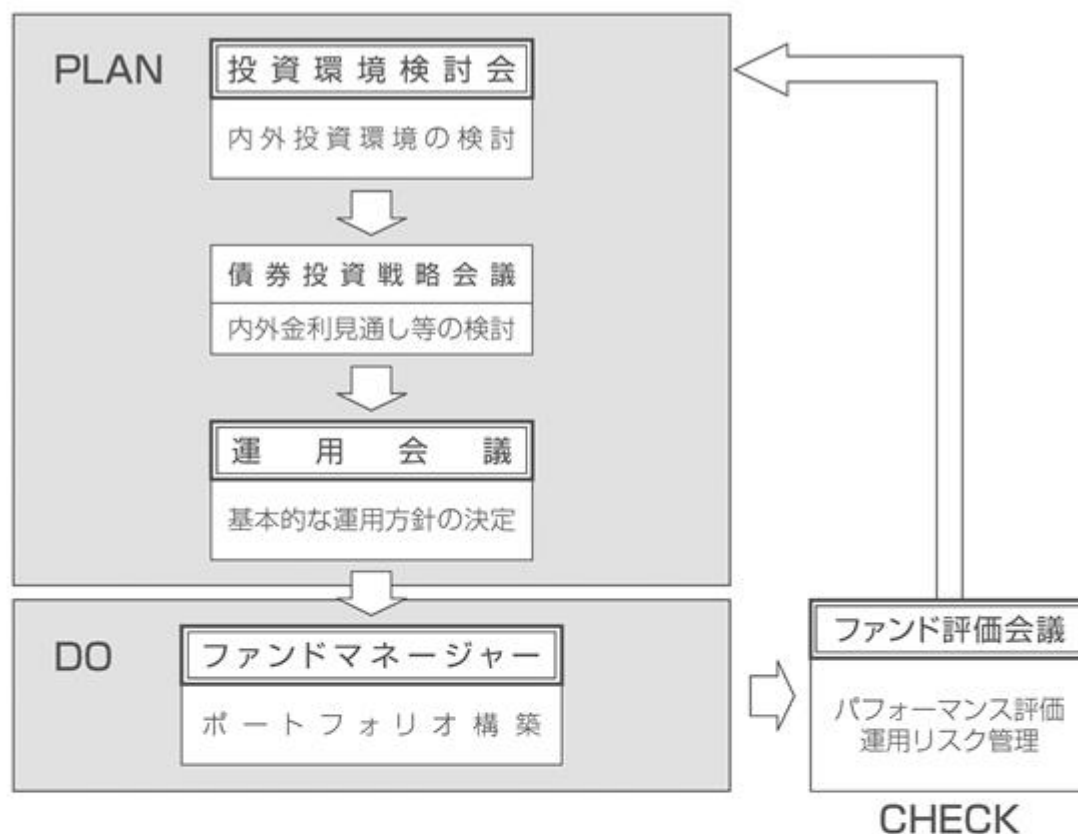 PLAN
投資環境検討会
内外投資環境の検討
債券投資戦略会議
内外金利見通し等の検討
運用会議
基本的な運用方針の決定
DO
ファンドマネージャー
ポートフォリオ構築
ファンド評価会議
パフォーマンス評価
運用リスク管理
CHECK